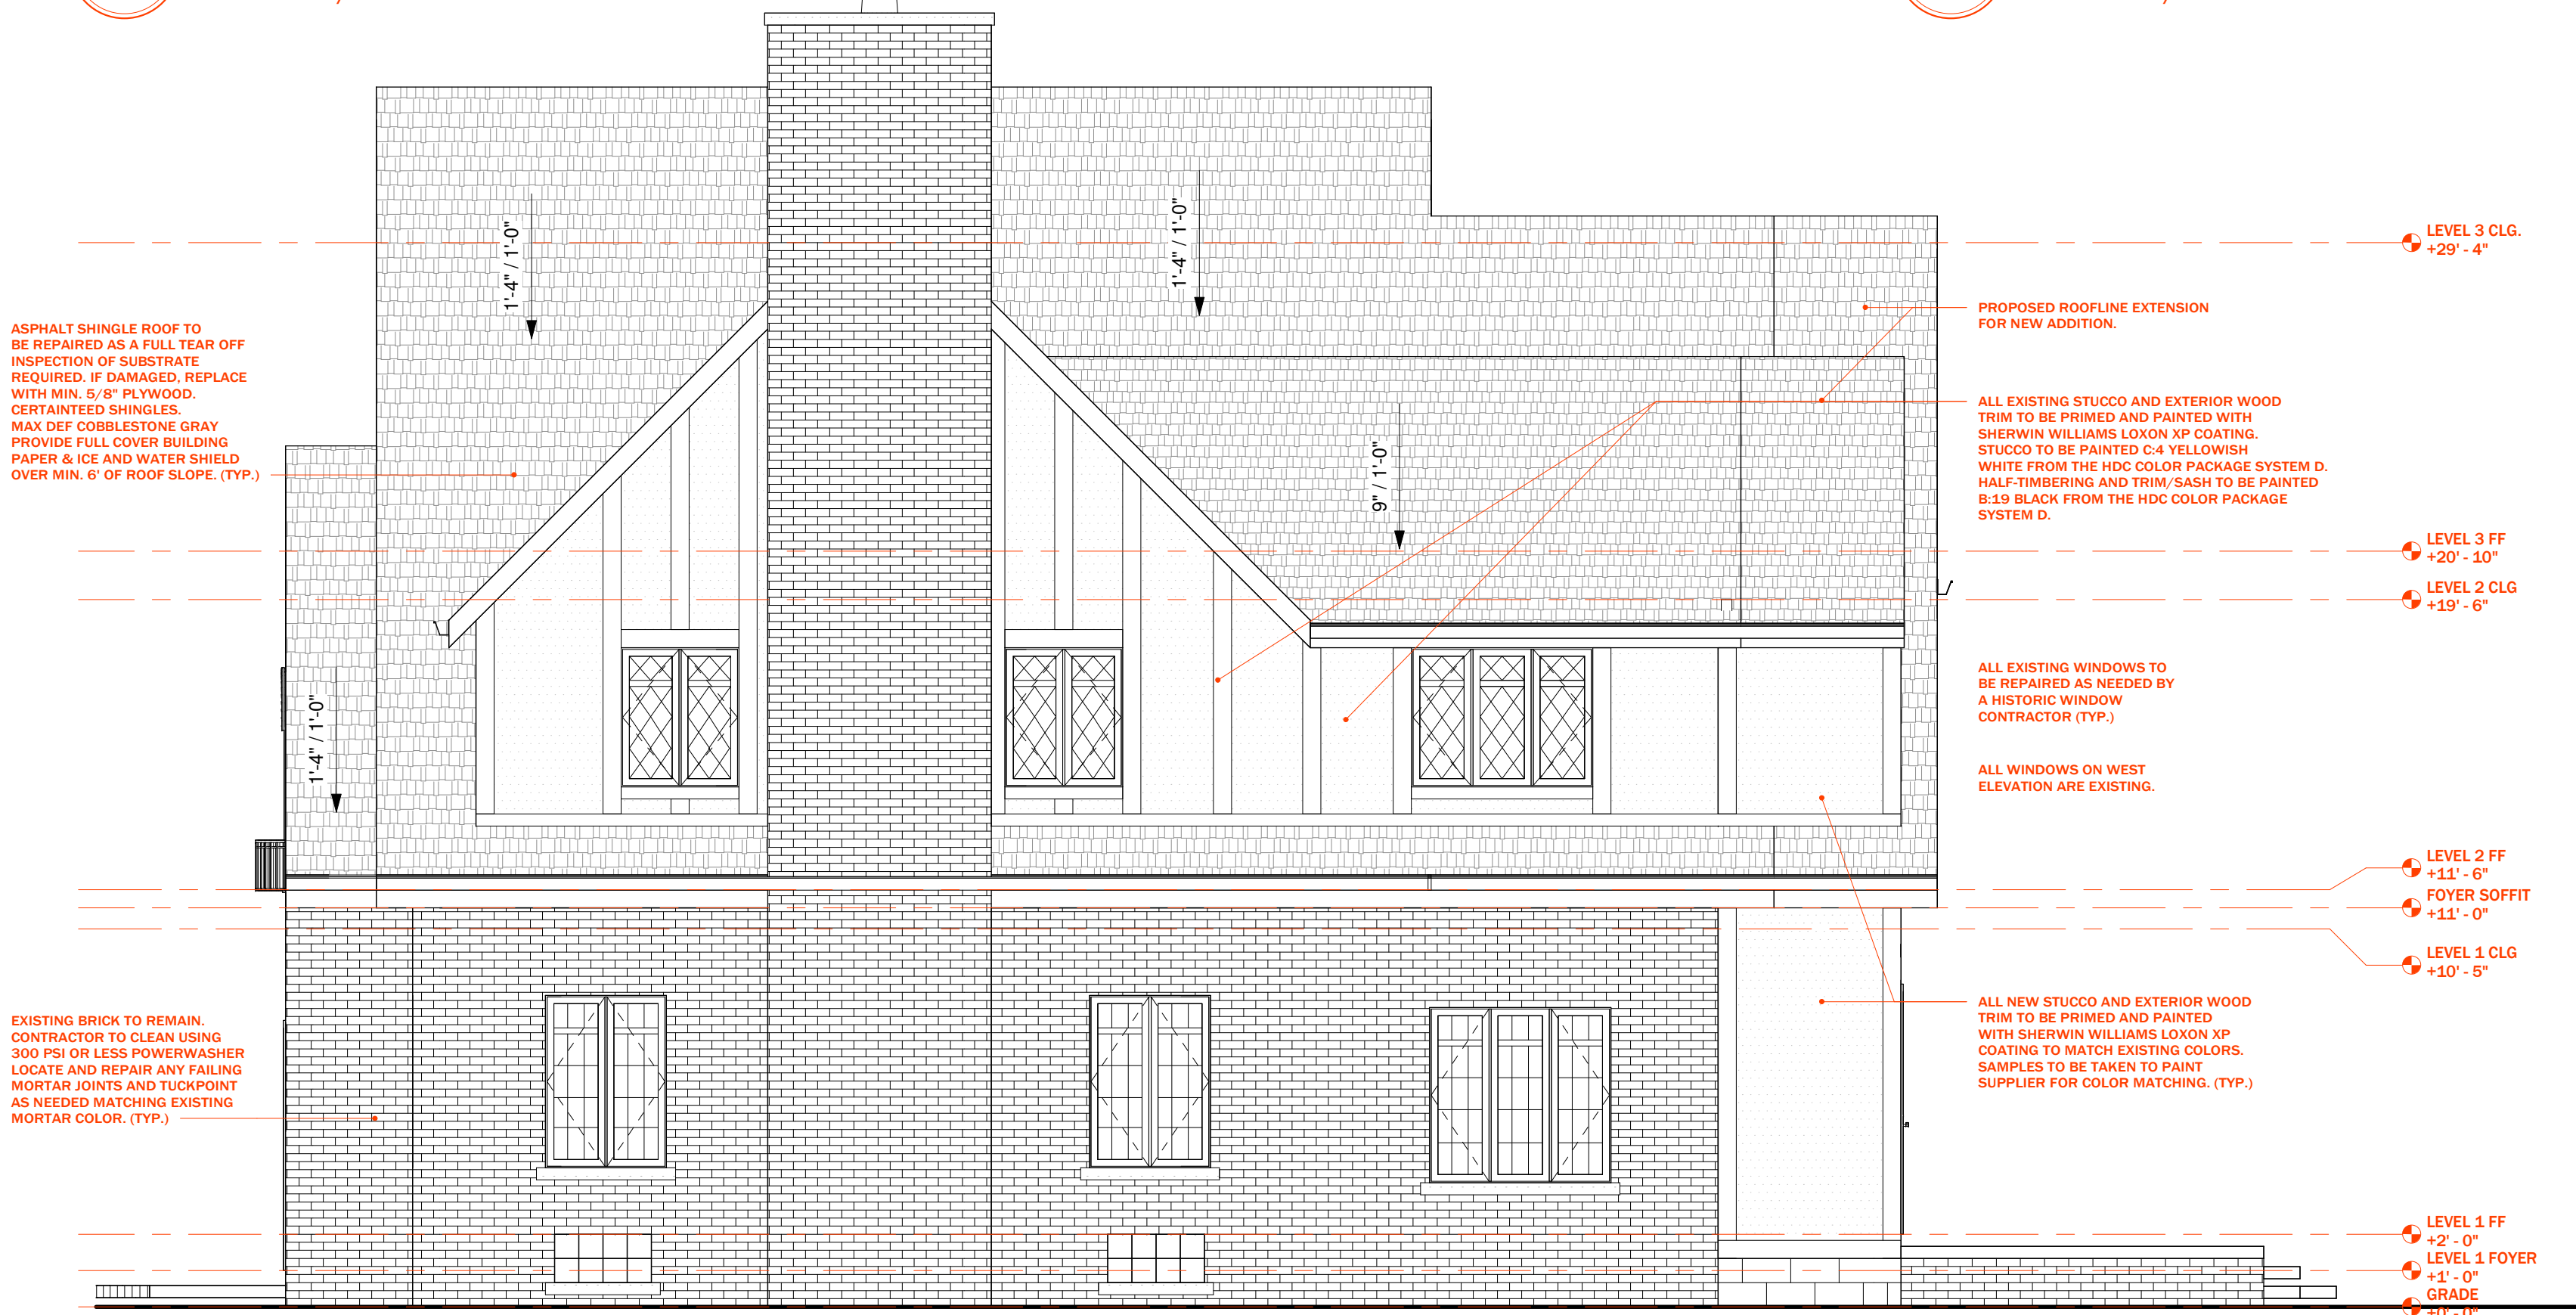 ASPHALT SHINGLE ROOF TO
BE REPAIRED AS A FULL TEAR OFF
INSPECTION OF SUBSTRATE
REQUIRED. IF DAMAGED, REPLACE
WITH MIN. 5/8" PLYWOOD.
CERTAINTEED SHINGLES.
MAX DEF COBBLESTONE GRAY
PROVIDE FULL COVER BUILDING
PAPER & ICE AND WATER SHIELD
OVER MIN. 6' OF ROOF SLOPE. (TYP.)
EXISTING BRICK TO REMAIN.
CONTRACTOR TO CLEAN USING
300 PSI OR LESS POWERWASHER
LOCATE AND REPAIR ANY FAILING
MORTAR JOINTS AND TUCKPOINT
AS NEEDED MATCHING EXISTING
MORTAR COLOR. (TYP.)
1'-4" / 1'-0"
1'-4" / 1'-0"
1'-4" / 1'-0"
9" / 1'-0"
PROPOSED ROOFLINE EXTENSION
FOR NEW ADDITION.
ALL EXISTING STUCCO AND EXTERIOR WOOD
TRIM TO BE PRIMED AND PAINTED WITH
SHERWIN WILLIAMS LOXON XP COATING.
STUCCO TO BE PAINTED C:4 YELLOWISH
WHITE FROM THE HDC COLOR PACKAGE SYSTEM D.
HALF-TIMBERING AND TRIM/SASH TO BE PAINTED
B:19 BLACK FROM THE HDC COLOR PACKAGE
SYSTEM D.
ALL EXISTING WINDOWS TO
BE REPAIRED AS NEEDED BY
A HISTORIC WINDOW
CONTRACTOR (TYP.)
ALL WINDOWS ON WEST
ELEVATION ARE EXISTING.
ALL NEW STUCCO AND EXTERIOR WOOD
TRIM TO BE PRIMED AND PAINTED
WITH SHERWIN WILLIAMS LOXON XP
COATING TO MATCH EXISTING COLORS.
SAMPLES TO BE TAKEN TO PAINT
SUPPLIER FOR COLOR MATCHING. (TYP.)
LEVEL 3 CLG.
+29' - 4"
LEVEL 3 FF
+20' - 10"
LEVEL 2 CLG
+19' - 6"
LEVEL 2 FF
+11' - 6"
FOYER SOFFIT
+11' - 0"
LEVEL 1 CLG
+10' - 5"
LEVEL 1 FF
+2' - 0"
LEVEL 1 FOYER
+1' - 0"
GRADE
+0' - 0"